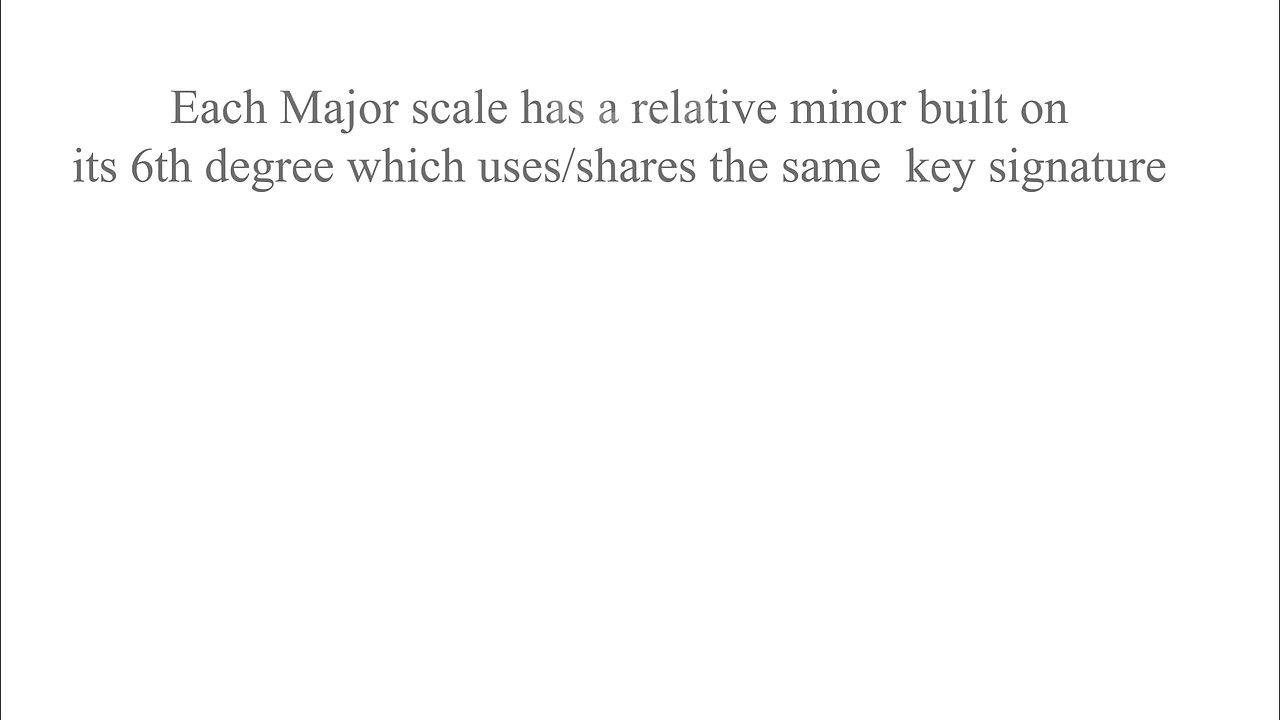 Each Major scale has a relative minor built on
its 6th degree which uses/shares the same  key signature